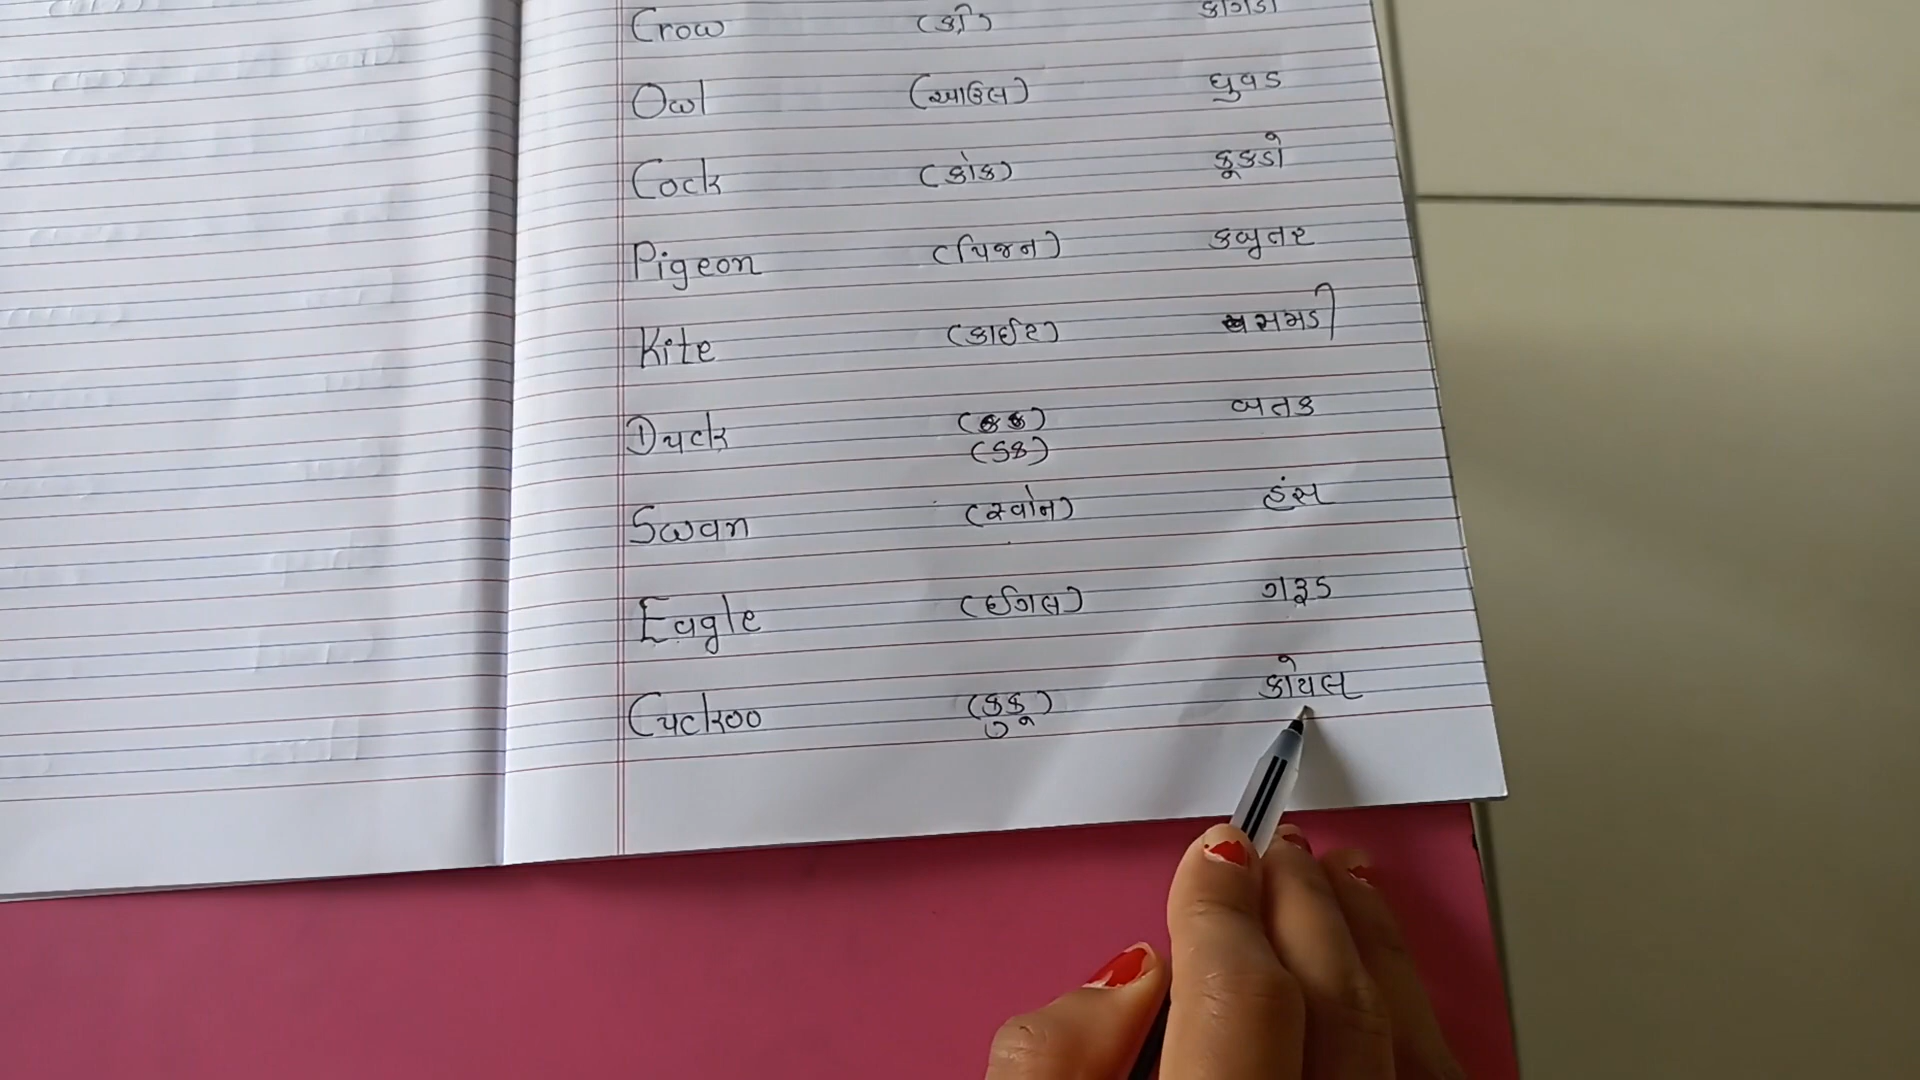 Crow (ક્રો) કાગડો
Owl (આઉલ) ઘુવડ
Cock (કોક) કૂકડો
Pigeon (પિજન) કબુતર
Kite (કાઈટ) સમડી
Duck (ડક) બતક
(ડક)
Swan (સ્વોન) હંસ
Eagle (ઈગલ) ગરૂડ
Cuckoo (કુકૂ) કોયલ